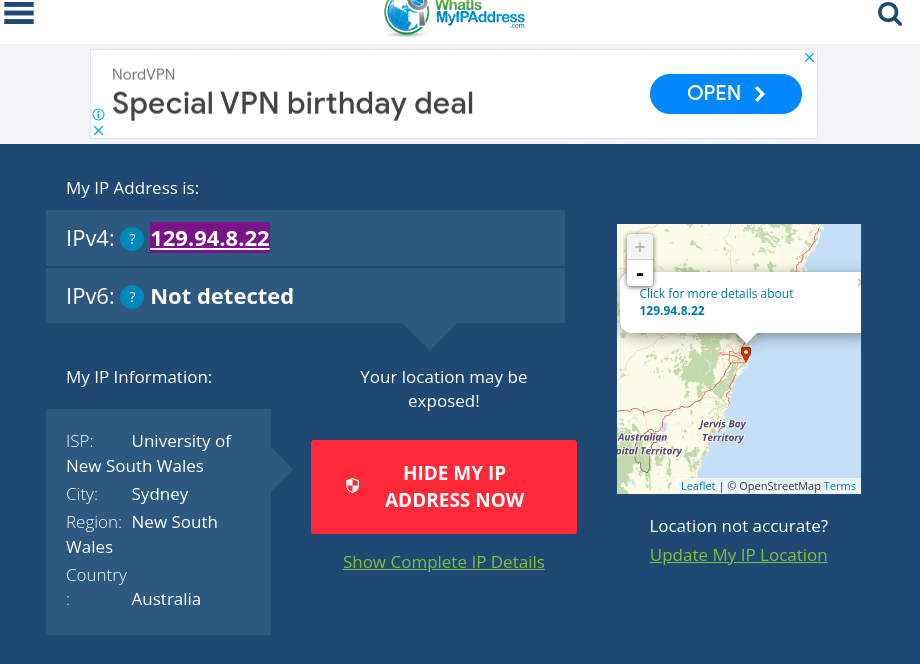 WhatIs
MyIPAddress
.com
NordVPN
Special VPN birthday deal
OPEN
My IP Address is:
IPv4: ? 129.94.8.22
IPv6: ? Not detected
My IP Information:
ISP: University of
New South Wales
City: Sydney
Region: New South
Wales
Country
: Australia
Your location may be
exposed!
HIDE MY IP
ADDRESS NOW
Show Complete IP Details
+
-
Click for more details about
129.94.8.22
×
Jervis Bay
Territory
Australian
pital Territory
Leaflet | © OpenStreetMap Terms
Location not accurate?
Update My IP Location